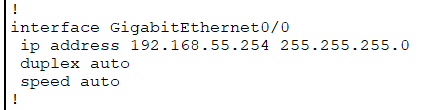 !
interface GigabitEthernet0/0
 ip address 192.168.55.254 255.255.255.0
 duplex auto
 speed auto
!